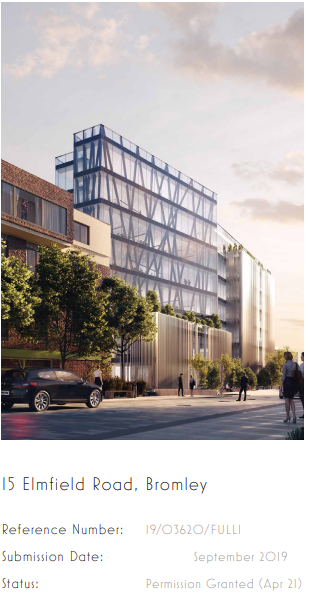 15 Elmfield Road, Bromley
Reference Number: 19/03620/FULL1
Submission Date: September 2019
Status: Permission Granted (Apr 21)